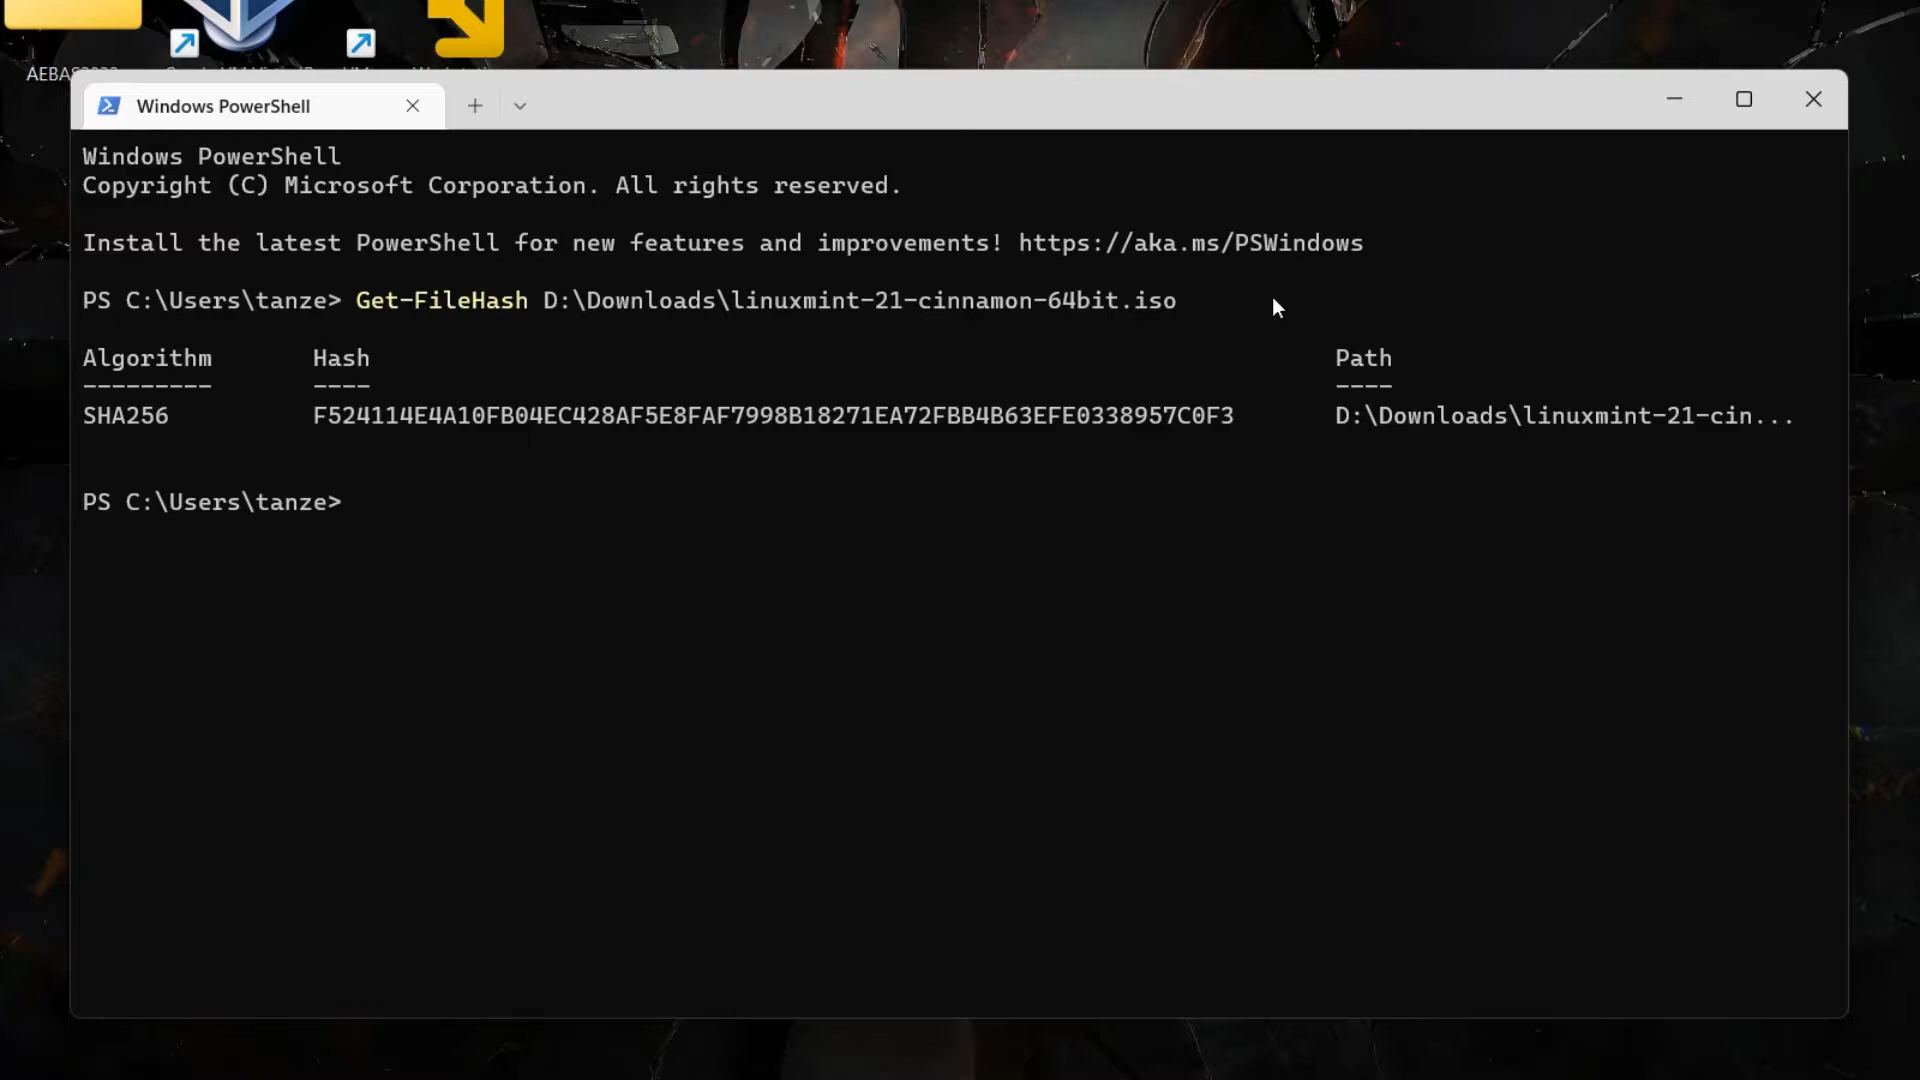 AEBAS
Windows PowerShell
Windows PowerShell
Copyright (C) Microsoft Corporation. All rights reserved.
Install the latest PowerShell for new features and improvements! https://aka.ms/PSWindows
PS C:\Users\tanze> Get-FileHash D:\Downloads\linuxmint-21-cinnamon-64bit.iso
Algorithm Hash Path
--------- ---- ----
SHA256 F524114E4A10FB04EC428AF5E8FAF7998B18271EA72FBB4B63EFE0338957C0F3 D:\Downloads\linuxmint-21-cin...
PS C:\Users\tanze>